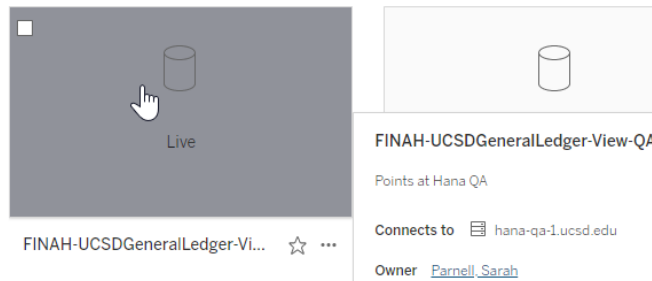 Live
FINAH-UCSDGeneralLedger-Vi...
FINAH-UCSDGeneralLedger-View-QA
Points at Hana QA
Connects to hana-qa-1.ucsd.edu
Owner Parnell, Sarah